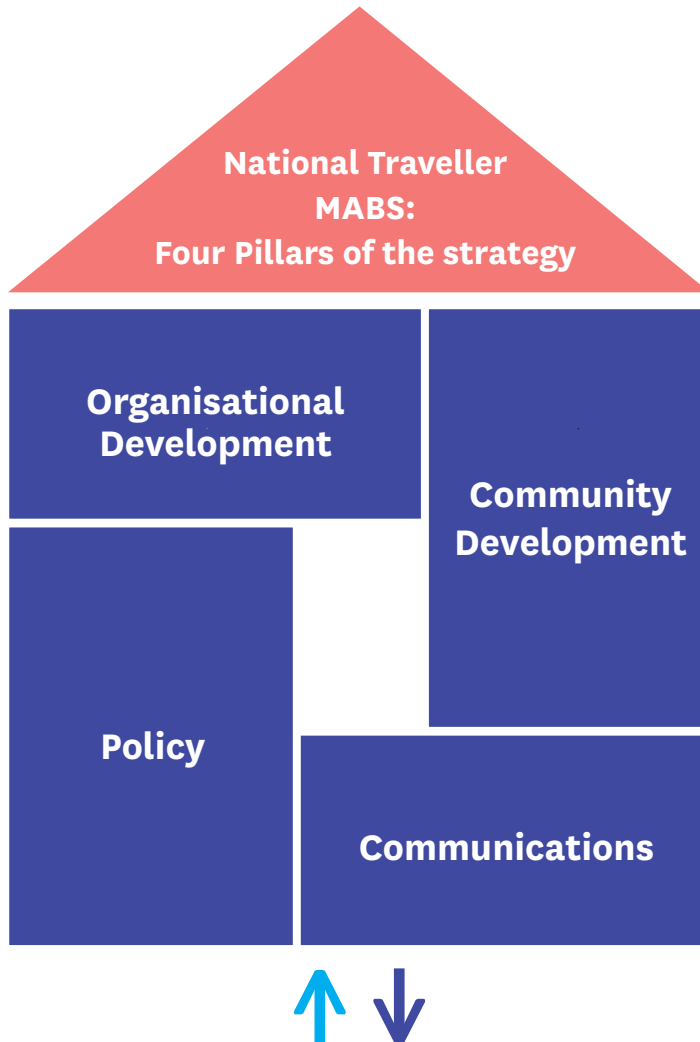 National Traveller
MABS:
Four Pillars of the strategy
Organisational
Development
Community
Development
Policy
Communications